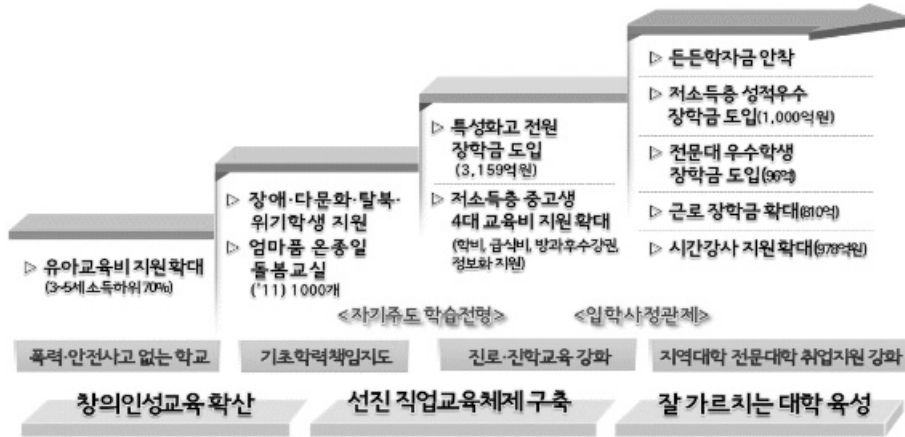 ▷ 유아교육비 지원확대
(3~5세 소득하위 70%)
▷ 장애·다문화·탈북·
위기학생 지원
▷ 엄마품 온종일
돌봄교실
('11) 1000개
▷ 특성화고 전원
장학금 도입
(3,159억원)
▷ 저소득층 중고생
4대 교육비 지원 확대
(학비, 급식비, 방과후수강권,
정보화 지원)
▷ 든든학자금 안착
▷ 저소득층 성적우수
장학금 도입(1,000억원)
▷ 전문대 우수학생
장학금 도입(96억)
▷ 근로 장학금 확대(810억)
▷ 시간강사 지원확대(978억원)
<자기주도 학습전형>
<입학사정관제>
폭력·안전사고 없는 학교
기초학력책임지도
진로·진학교육 강화
지역대학 전문대학 취업지원 강화
창의인성교육 확산
선진 직업교육체제 구축
잘 가르치는 대학 육성